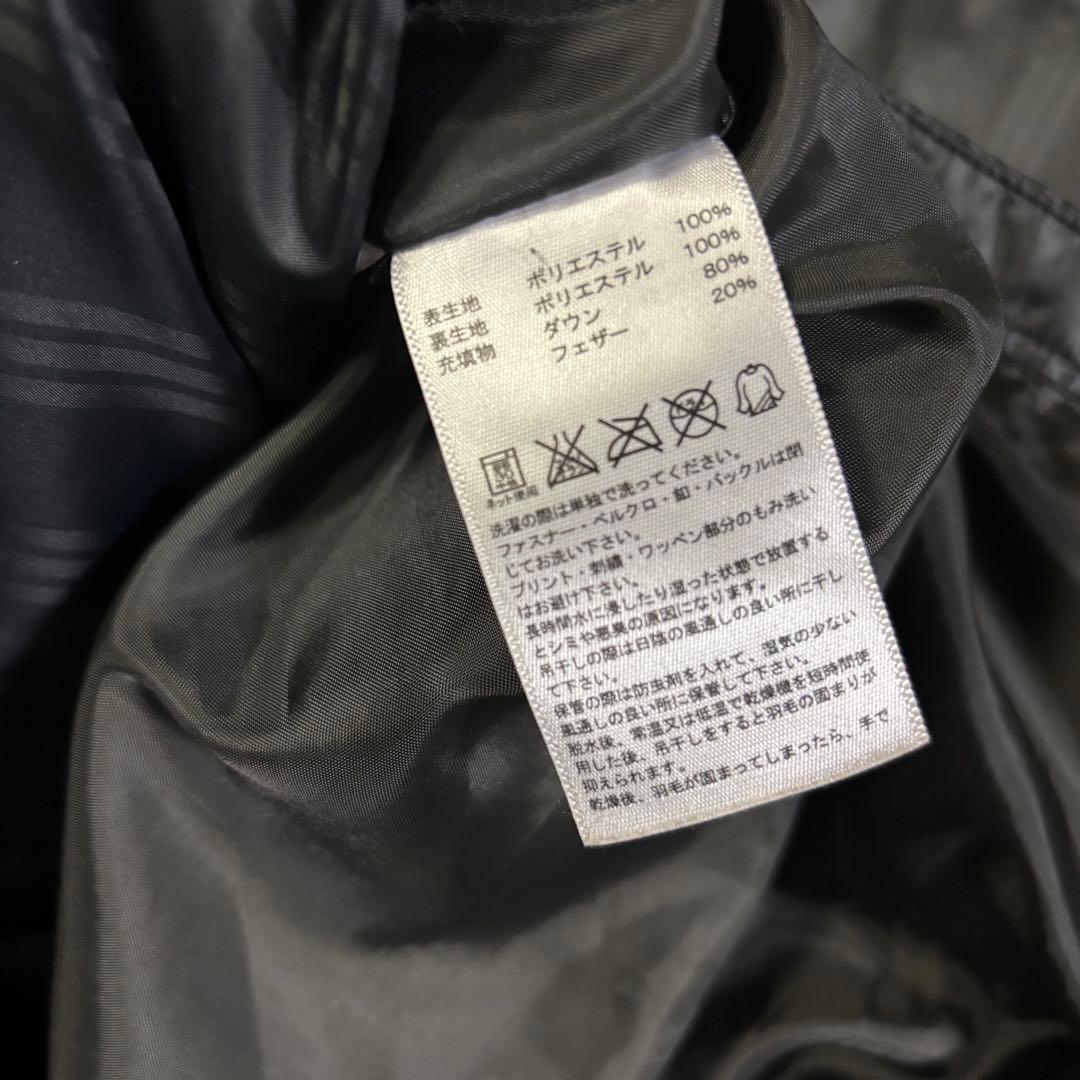 表生地 ポリエステル 100%
裏生地 ポリエステル 100%
充填物 ダウン 80%
フェザー 20%
ネット使用
洗濯の際は単独で洗ってください。
ファスナー・ベルクロ・釦・バックルは閉
じてお洗い下さい。
プリント・刺繍・ワッペン部分のもみ洗い
はお避け下さい。
長時間水に浸したり湿った状態で放置する
とシミや悪臭の原因になります。
吊干しの際は日陰の風通しの良い所に干し
て下さい。
保管の際は防虫剤を入れて、湿気の少ない
風通しの良い所に保管して下さい。
脱水後、常温又は低温で乾燥機を短時間使
用した後、吊干しをすると羽毛の固まりが
抑えられます。
乾燥後、羽毛が固まってしまったら、手で